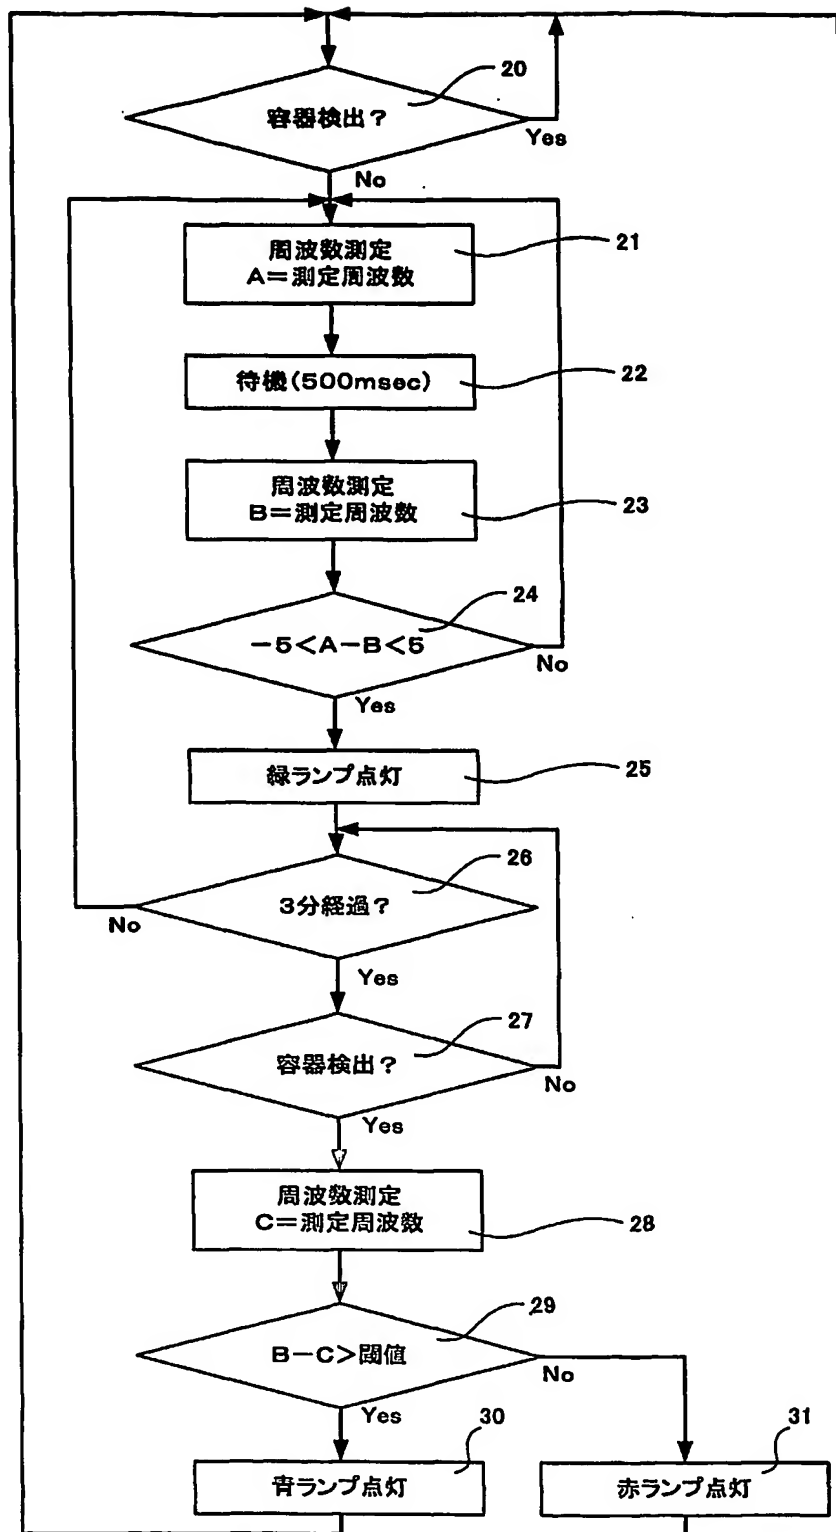 20
容器検出？
Yes
No
周波数測定
A＝測定周波数
21
待機(500msec)
22
周波数測定
B＝測定周波数
23
24
－5＜A－B＜5
No
Yes
緑ランプ点灯
25
26
3分経過？
No
Yes
27
容器検出？
No
Yes
周波数測定
C＝測定周波数
28
29
B－C＞閾値
No
Yes
30
31
青ランプ点灯
赤ランプ点灯